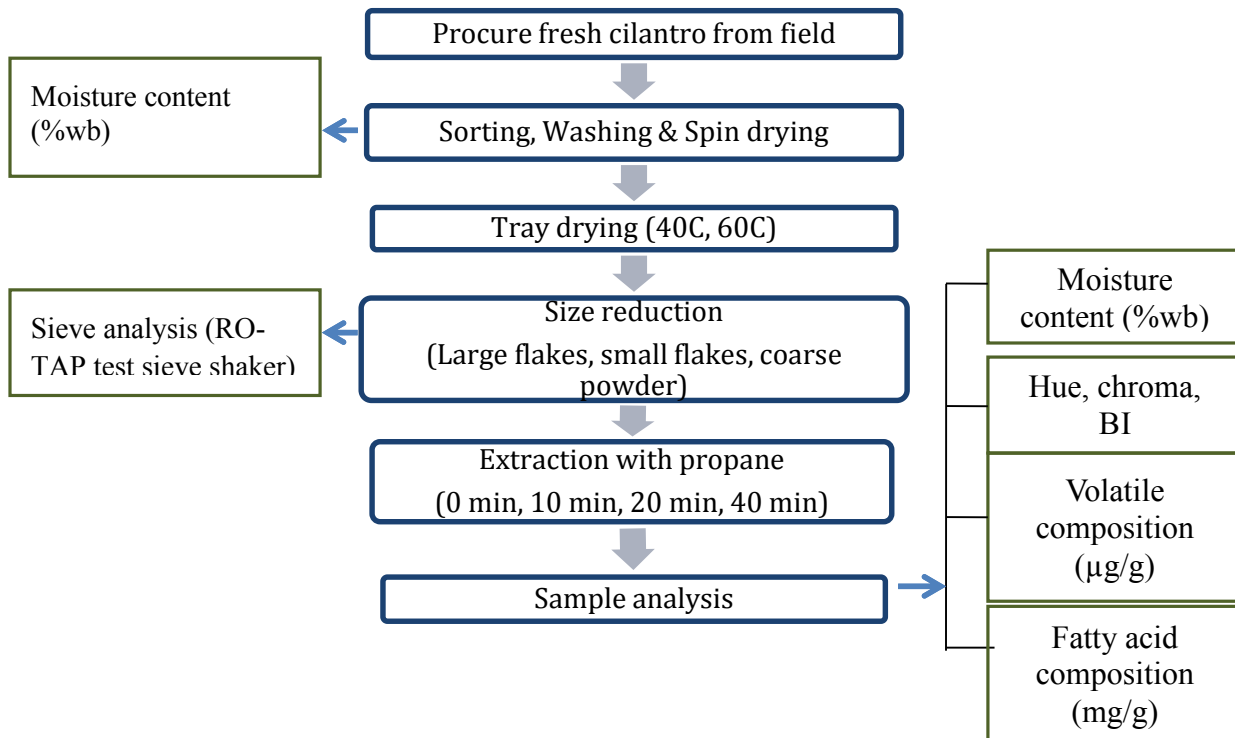 Procure fresh cilantro from field
Moisture content
(%wb)
Sorting, Washing & Spin drying
Tray drying (40C, 60C)
Sieve analysis (RO-
TAP test sieve shaker)
Size reduction
(Large flakes, small flakes, coarse
powder)
Extraction with propane
(0 min, 10 min, 20 min, 40 min)
Sample analysis
Moisture
content (%wb)
Hue, chroma,
BI
Volatile
composition
(µg/g)
Fatty acid
composition
(mg/g)